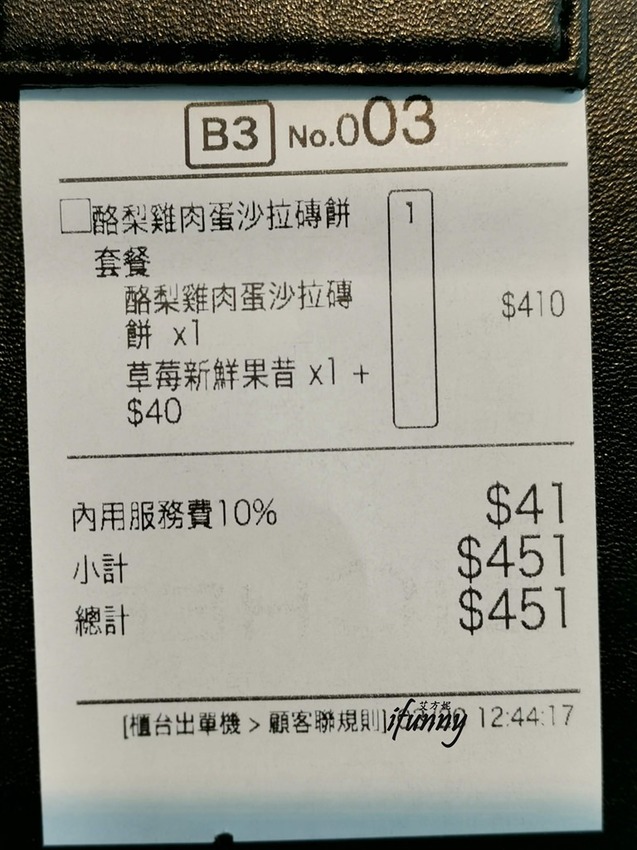 B3 No.003
酪梨雞肉蛋沙拉磚餅 1
套餐
酪梨雞肉蛋沙拉磚
餅 x1 $410
草莓新鮮果昔 x1 +
$40
內用服務費10% $41
小計 $451
總計 $451
[櫃台出單機 > 顧客聯規則] 12:44:17
艾方妮
ifunny